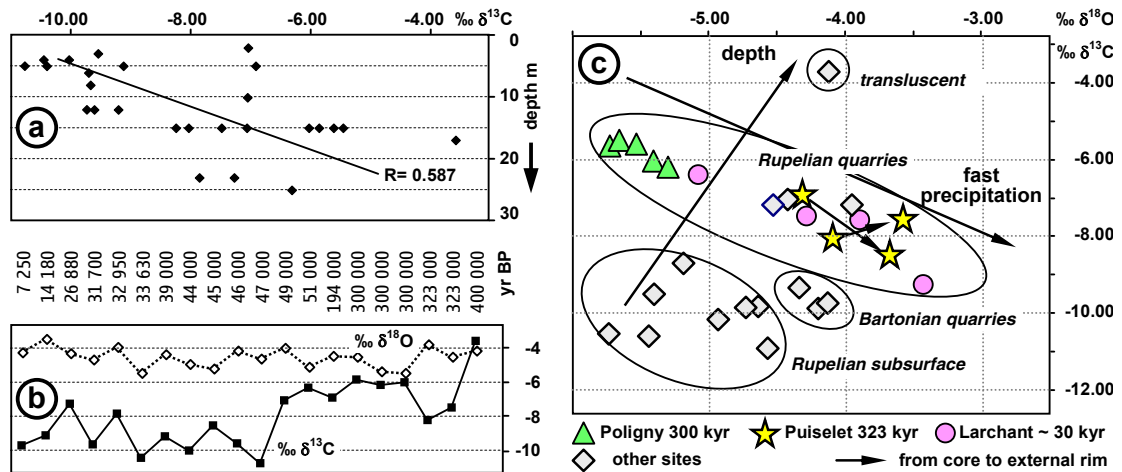 -10.00 -8.00 -6.00 -4.00 ‰ δ¹³C
0
10
20
30
depth m
a
R= 0.587
7 250
14 180
26 880
31 700
32 950
33 630
39 000
44 000
45 000
46 000
47 000
49 000
51 000
194 000
300 000
300 000
300 000
323 000
323 000
400 000
yr BP
b
‰ δ¹⁸O
‰ δ¹³C
-4
-6
-8
-10
c
-5.00 -4.00 -3.00 ‰ δ¹⁸O
‰ δ¹³C
-4.00
-6.00
-8.00
-10.00
-12.00
depth
transluscent
Rupelian quarries
fast
precipitation
Bartonian quarries
Rupelian subsurface
Poligny 300 kyr Puiselet 323 kyr Larchant ~ 30 kyr
other sites from core to external rim